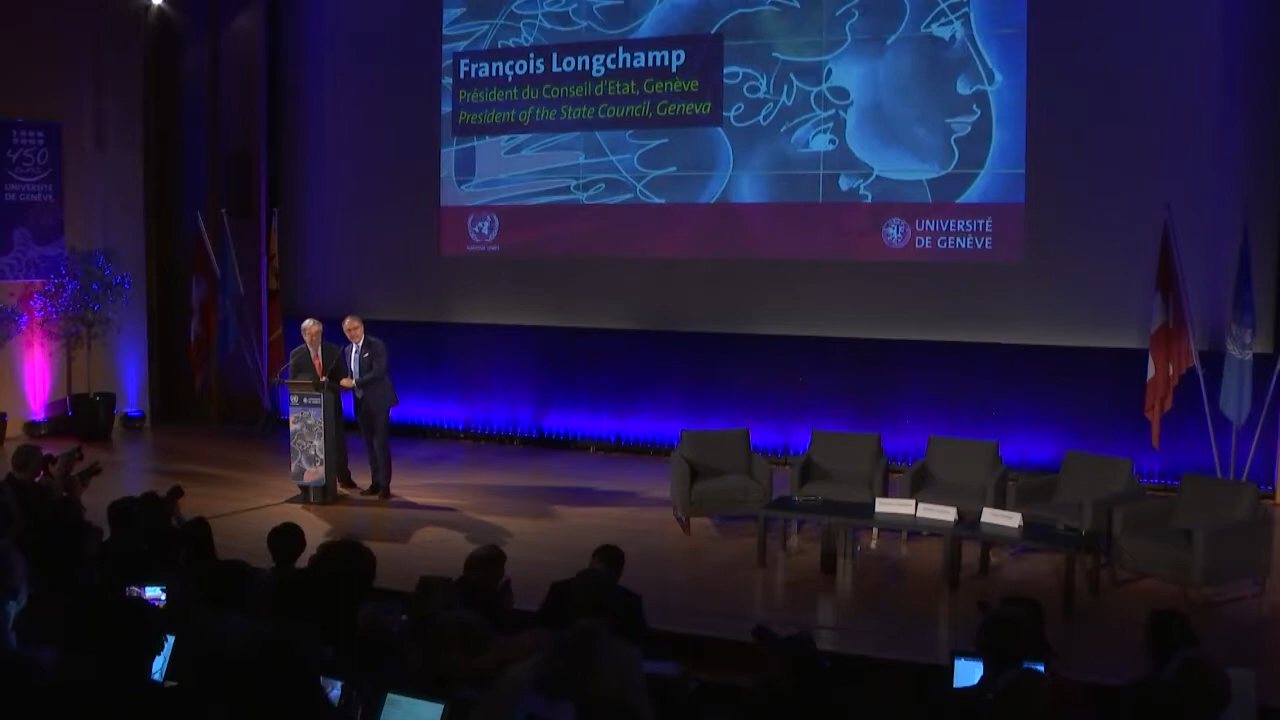 François Longchamp
Président du Conseil d'Etat, Genève
President of the State Council, Geneva
UNIVERSITÉ
DE GENÈVE
450
UNIVERSITÉ
DE GENÈVE